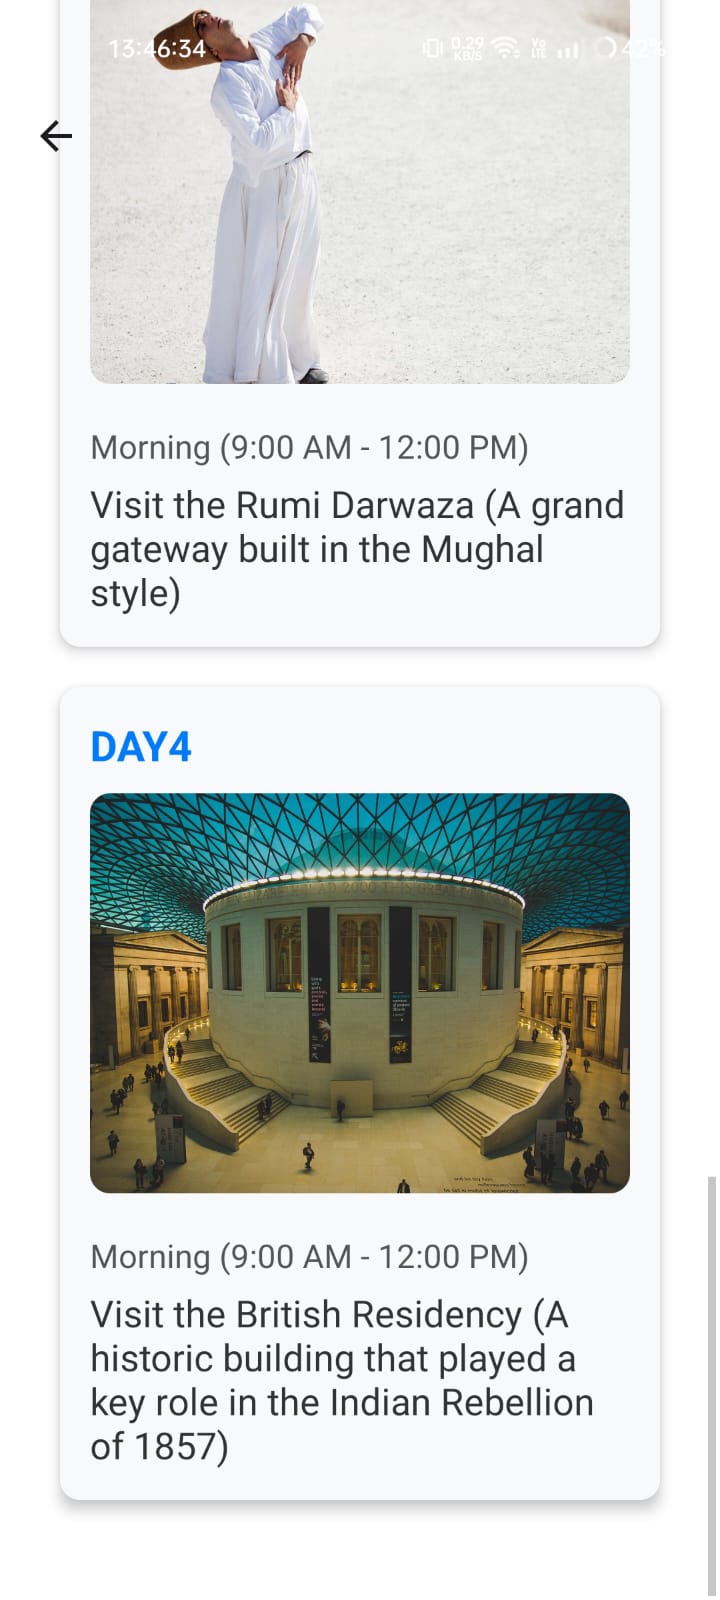 13:46:34
0.29
KB/S
Vo
LTE
42%
Morning (9:00 AM - 12:00 PM)
Visit the Rumi Darwaza (A grand
gateway built in the Mughal
style)
DAY4
Morning (9:00 AM - 12:00 PM)
Visit the British Residency (A
historic building that played a
key role in the Indian Rebellion
of 1857)